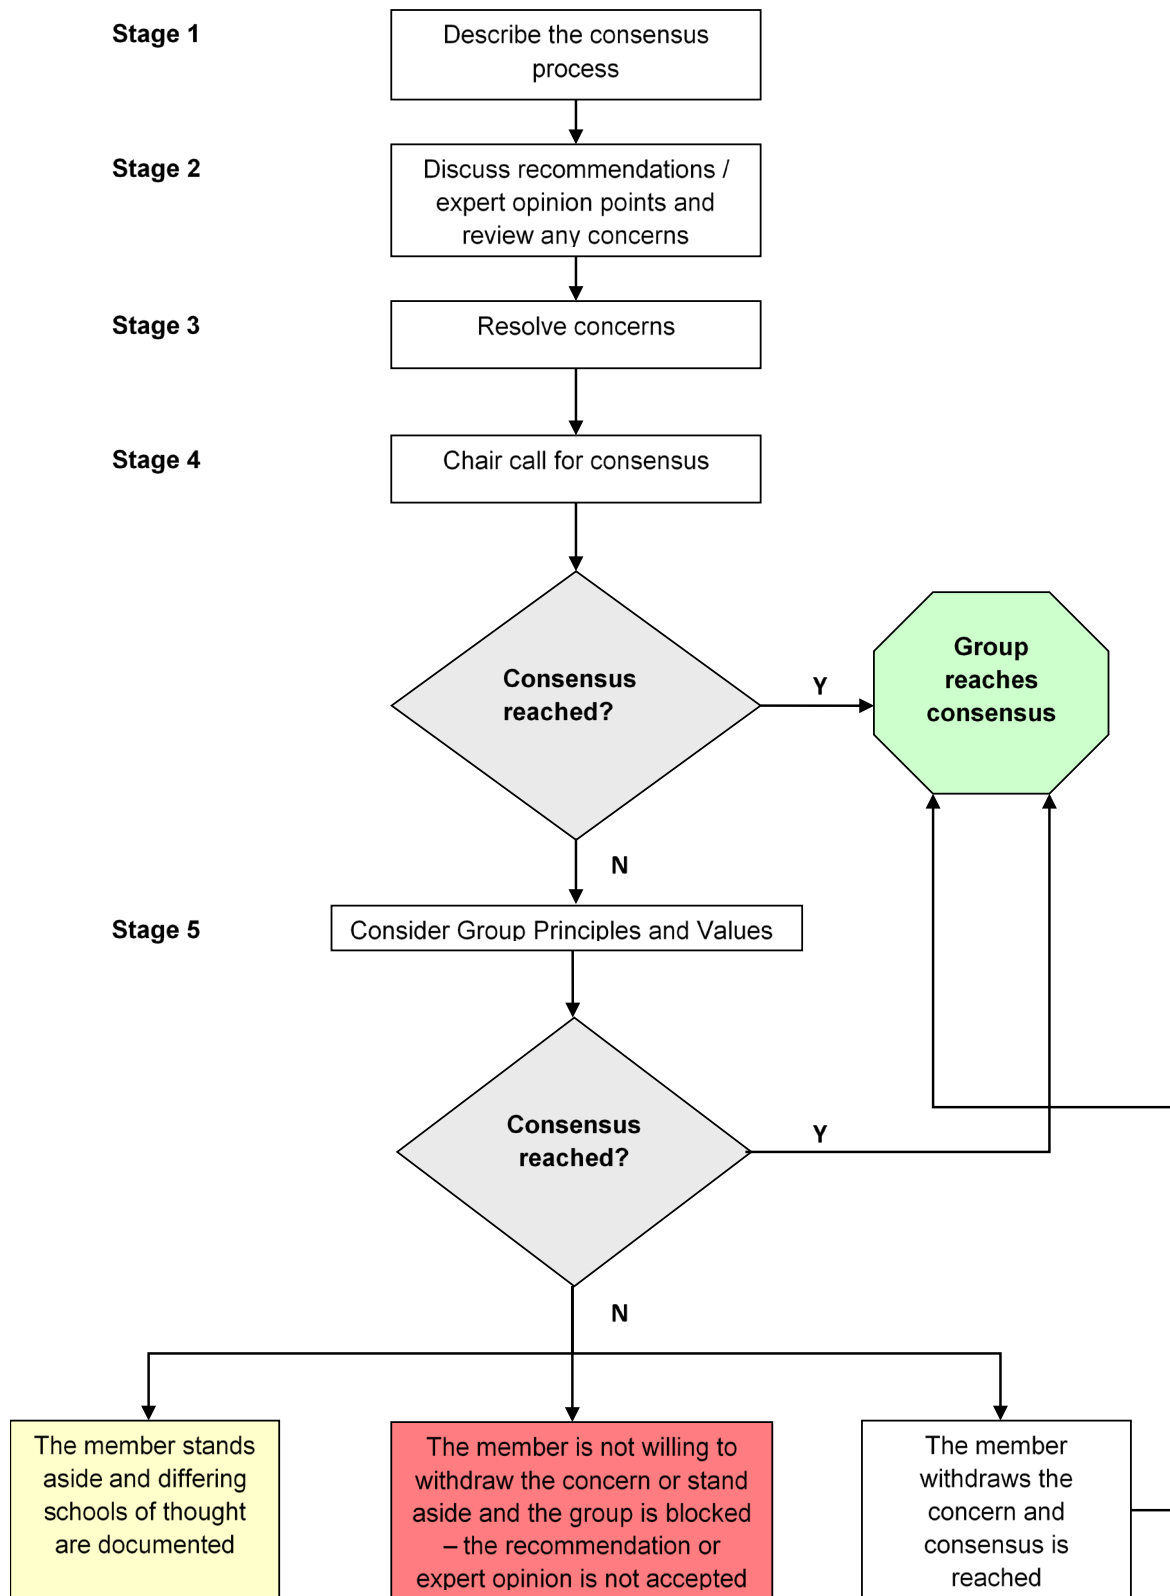 Stage 1
Describe the consensus
process
Stage 2
Discuss recommendations /
expert opinion points and
review any concerns
Stage 3
Resolve concerns
Stage 4
Chair call for consensus
Consensus
reached?
Y
Group
reaches
consensus
N
Stage 5
Consider Group Principles and Values
Consensus
reached?
Y
N
The member stands
aside and differing
schools of thought
are documented
The member is not willing to
withdraw the concern or stand
aside and the group is blocked
– the recommendation or
expert opinion is not accepted
The member
withdraws the
concern and
consensus is
reached